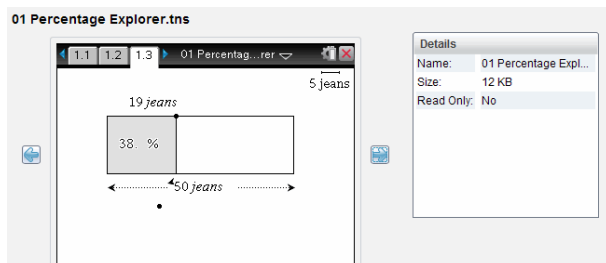 01 Percentage Explorer.tns
1.1 1.2 1.3 01 Percentag...rer
5 jeans
19 jeans
38. %
50 jeans
Details
Name: 01 Percentage Expl...
Size: 12 KB
Read Only: No